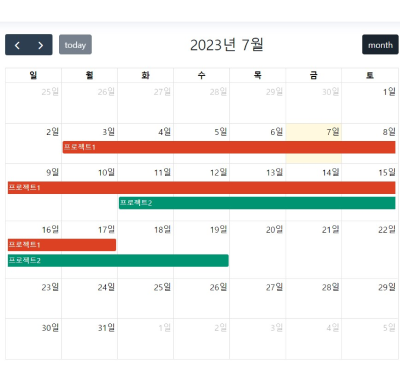 today 2023년 7월 month
일 월 화 수 목 금 토
25일 26일 27일 28일 29일 30일 1일
2일 3일 4일 5일 6일 7일 8일
프로젝트1
9일 10일 11일 12일 13일 14일 15일
프로젝트1
프로젝트2
16일 17일 18일 19일 20일 21일 22일
프로젝트1
프로젝트2
23일 24일 25일 26일 27일 28일 29일
30일 31일 1일 2일 3일 4일 5일